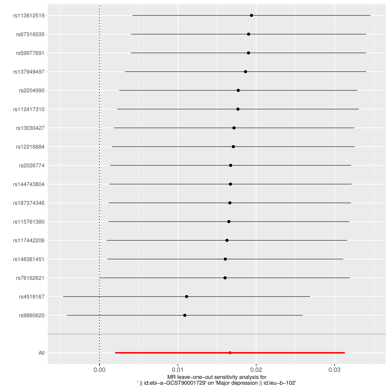 rs113812519
rs67316035
rs59977691
rs137949497
rs2204990
rs112417310
rs13030427
rs12216684
rs2026774
rs144743804
rs187374346
rs115761380
rs117442206
rs148381451
rs76162621
rs4518167
rs9880620
All
0.00
0.01
0.02
0.03
MR leave−one−out sensitivity analysis for
' || id:ebi−a−GCST90001729' on 'Major depression || id:ieu−b−102'